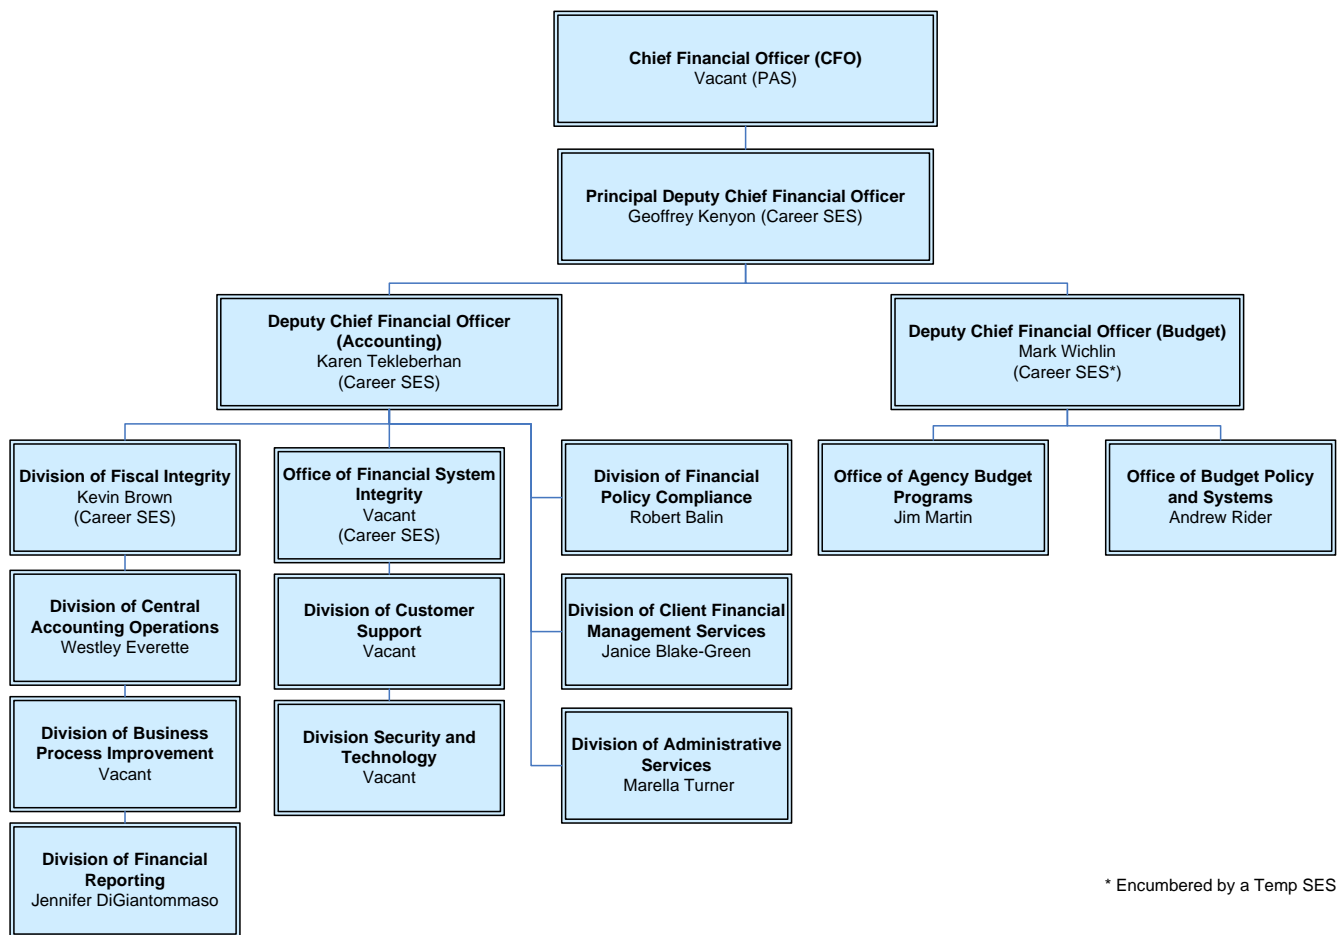 Chief Financial Officer (CFO)
Vacant (PAS)
Principal Deputy Chief Financial Officer
Geoffrey Kenyon (Career SES)
Deputy Chief Financial Officer
(Accounting)
Karen Tekleberhan
(Career SES)
Deputy Chief Financial Officer (Budget)
Mark Wichlin
(Career SES*)
Division of Fiscal Integrity
Kevin Brown
(Career SES)
Office of Financial System
Integrity
Vacant
(Career SES)
Division of Financial
Policy Compliance
Robert Balin
Office of Agency Budget
Programs
Jim Martin
Office of Budget Policy
and Systems
Andrew Rider
Division of Central
Accounting Operations
Westley Everette
Division of Customer
Support
Vacant
Division of Client Financial
Management Services
Janice Blake-Green
Division of Business
Process Improvement
Vacant
Division Security and
Technology
Vacant
Division of Administrative
Services
Marella Turner
Division of Financial
Reporting
Jennifer DiGiantommaso
* Encumbered by a Temp SES